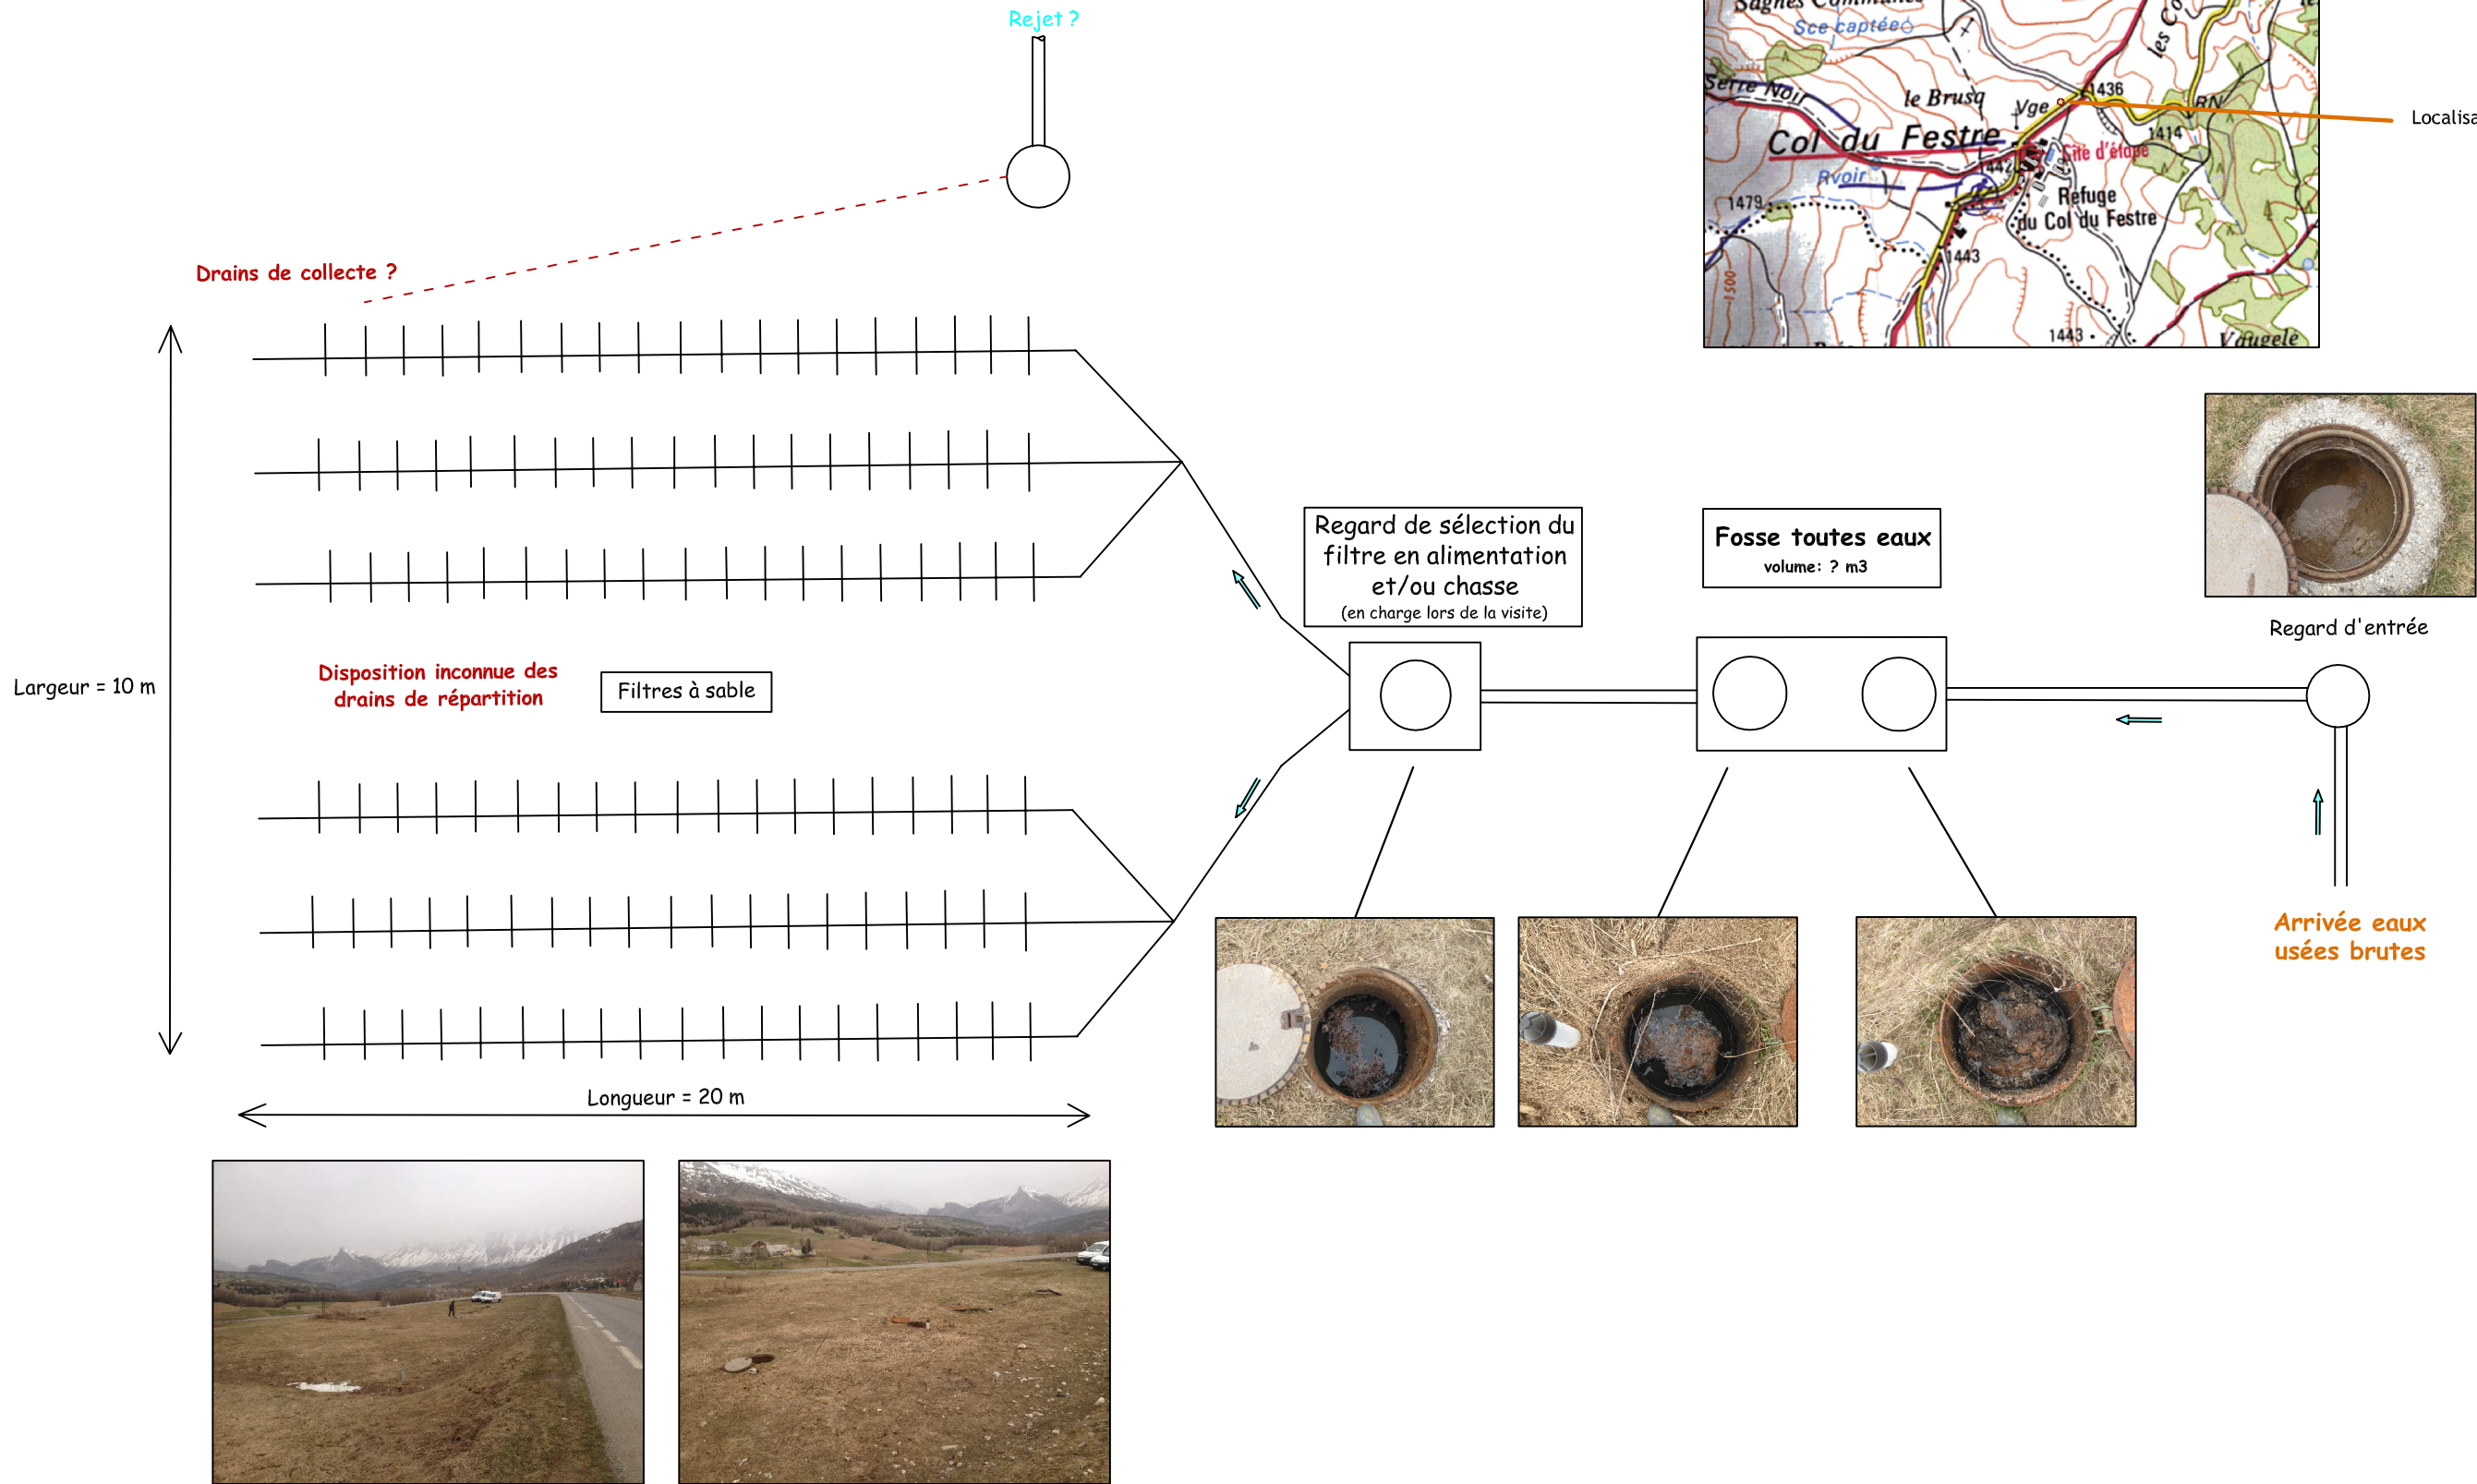 Rejet ?
Sce captée
Serre Noir
le Brusq
Vge
1436
RN
1414
Localisa
Col du Festre
1442
Gîte d'étape
Rvoir
Refuge
du Col du Festre
1479
1443
1500
1443
Vaugelé
Drains de collecte ?
Regard de sélection du
filtre en alimentation
et/ou chasse
(en charge lors de la visite)
Fosse toutes eaux
volume: ? m3
Regard d'entrée
Largeur = 10 m
Disposition inconnue des
drains de répartition
Filtres à sable
Arrivée eaux
usées brutes
Longueur = 20 m